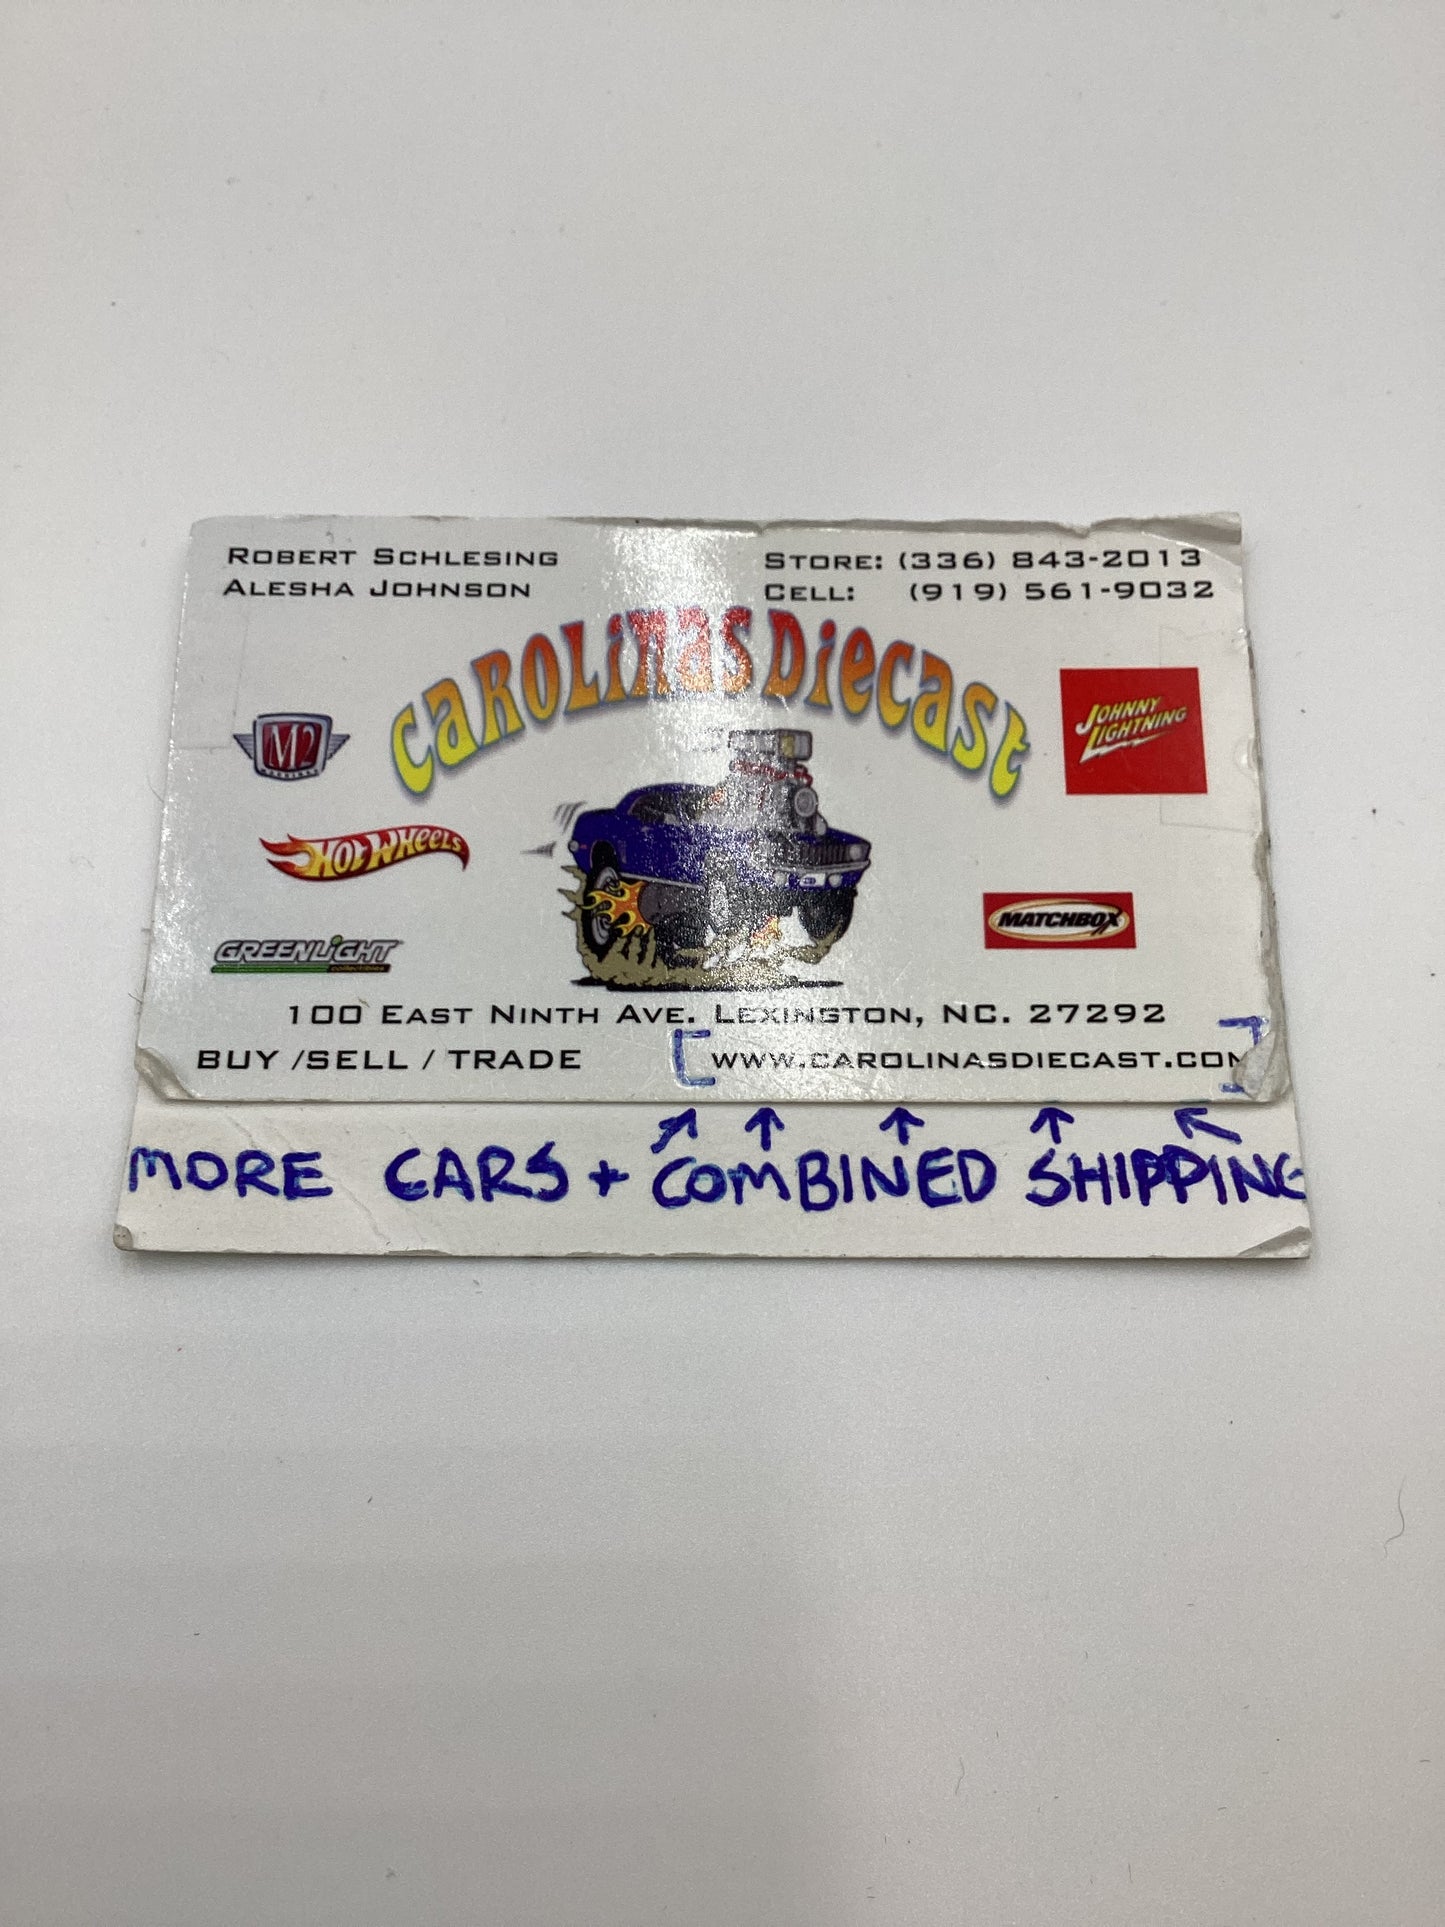 ROBERT SCHLESING
ALESHA JOHNSON
STORE: (336) 843-2013
CELL: (919) 561-9032
CAROLINAS DIECAST
M2
MACHINES
JOHNNY
LIGHTNING
HOT WHEELS
MATCHBOX
GREENLIGHT
COLLECTIBLES
100 EAST NINTH AVE. LEXINGTON, NC. 27292
BUY /SELL / TRADE
[WWW.CAROLINASDIECAST.COM]
MORE CARS + COMBINED SHIPPING